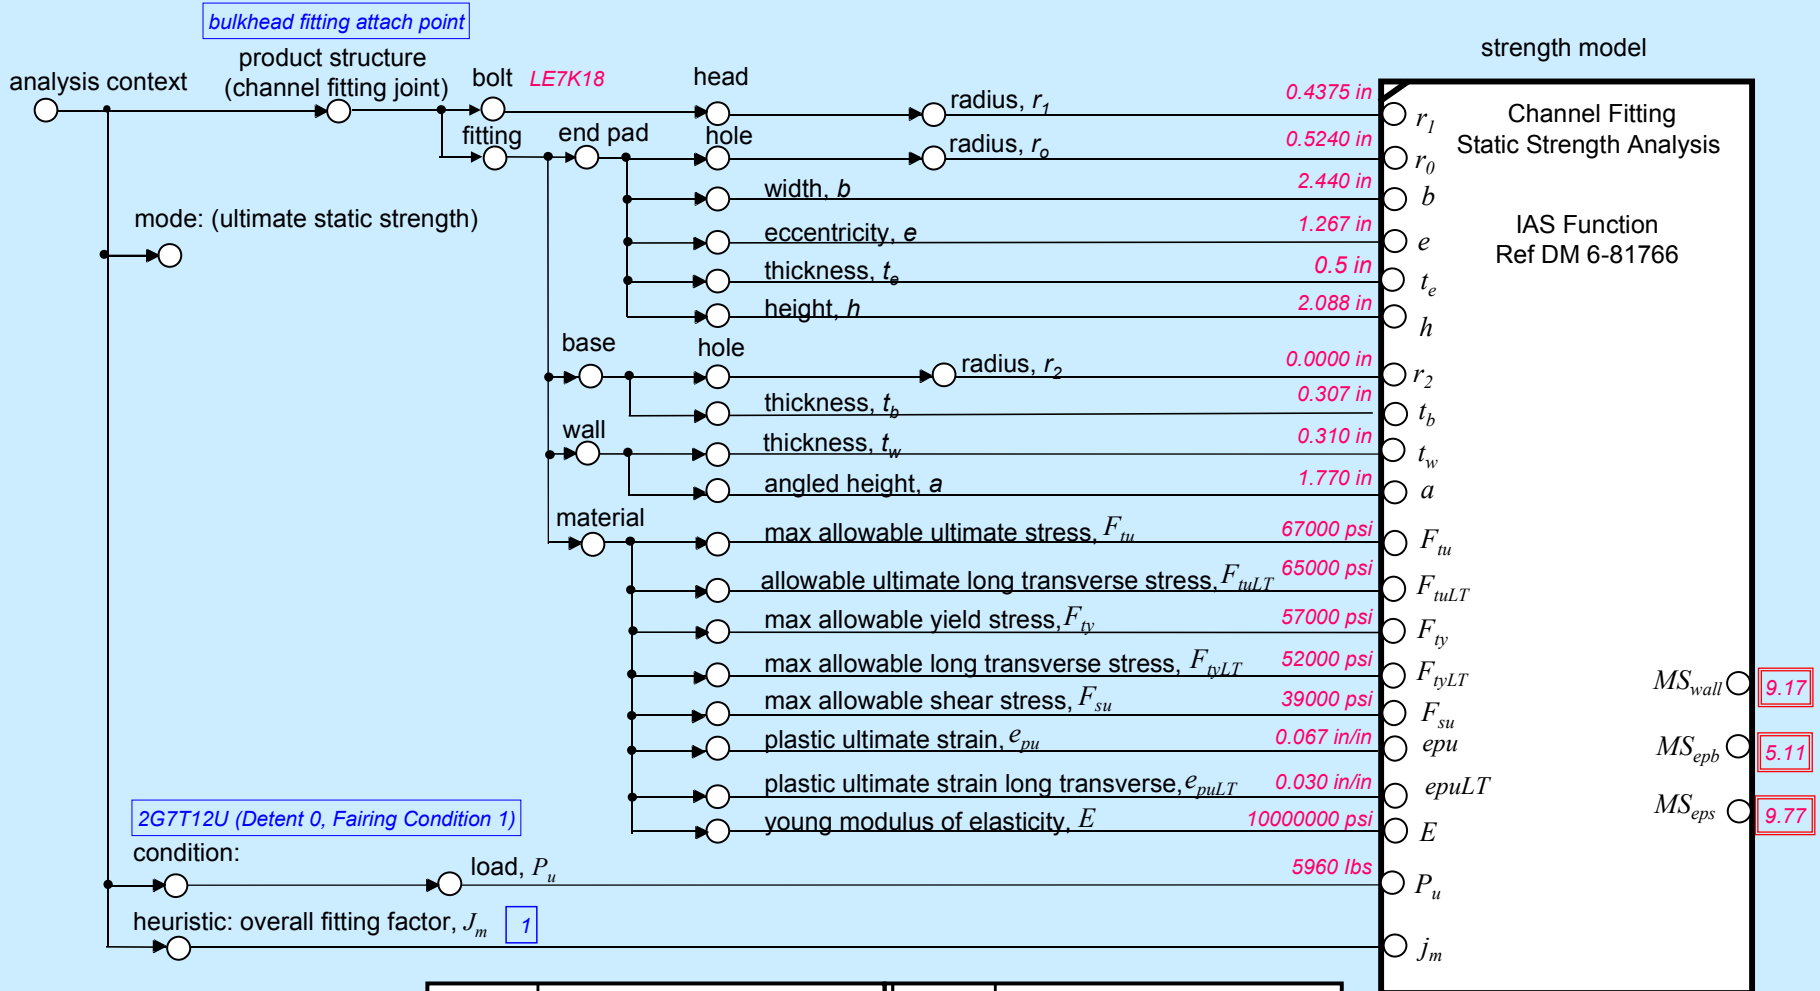 bulkhead fitting attach point
strength model
product structure
(channel fitting joint)
analysis context
bolt LE7K18
head
radius, r1
0.4375 in
r1
Channel Fitting
Static Strength Analysis
fitting
end pad
hole
radius, ro
0.5240 in
r0
width, b
2.440 in
b
mode: (ultimate static strength)
eccentricity, e
1.267 in
e
IAS Function
Ref DM 6-81766
thickness, te
0.5 in
te
height, h
2.088 in
h
base
hole
radius, r2
0.0000 in
r2
thickness, tb
0.307 in
tb
wall
thickness, tw
0.310 in
tw
angled height, a
1.770 in
a
material
max allowable ultimate stress, Ftu
67000 psi
Ftu
allowable ultimate long transverse stress, FtuLT
65000 psi
FtuLT
max allowable yield stress, Fty
57000 psi
Fty
max allowable long transverse stress, FtyLT
52000 psi
FtyLT
MSwall
9.17
max allowable shear stress, Fsu
39000 psi
Fsu
plastic ultimate strain, epu
0.067 in/in
epu
MSepb
5.11
plastic ultimate strain long transverse, epuLT
0.030 in/in
epuLT
MSeps
9.77
2G7T12U (Detent 0, Fairing Condition 1)
young modulus of elasticity, E
10000000 psi
E
condition:
load, Pu
5960 lbs
Pu
heuristic: overall fitting factor, Jm 1
jm